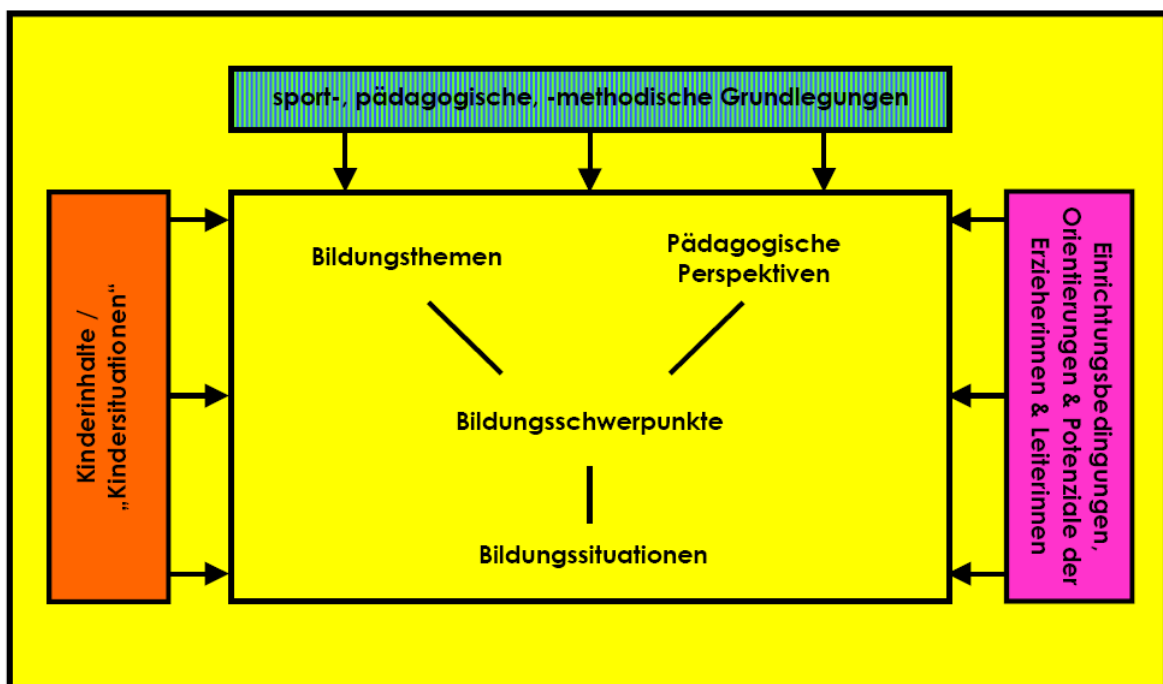 sport-, pädagogische, -methodische Grundlegungen
Kinderinhalte /
„Kindersituationen“
Bildungsthemen
Pädagogische
Perspektiven
Bildungsschwerpunkte
Bildungssituationen
Einrichtungsbedingungen,
Orientierungen & Potenziale der
Erzieherinnen & Leiterinnen